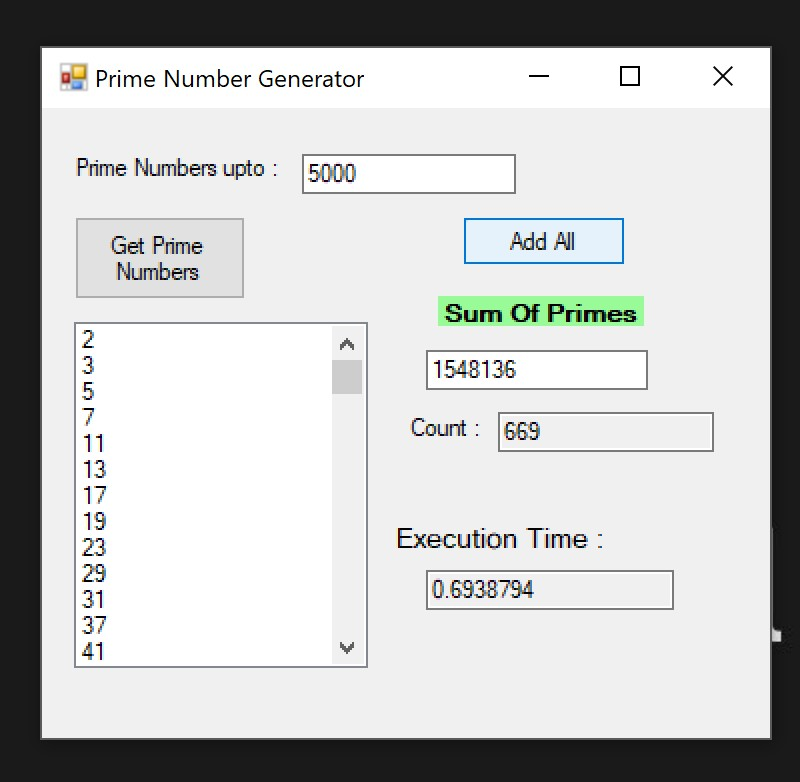 Prime Number Generator
Prime Numbers upto :
5000
Get Prime
Numbers
Add All
Sum Of Primes
1548136
Count :
669
Execution Time :
0.6938794
2
3
5
7
11
13
17
19
23
29
31
37
41